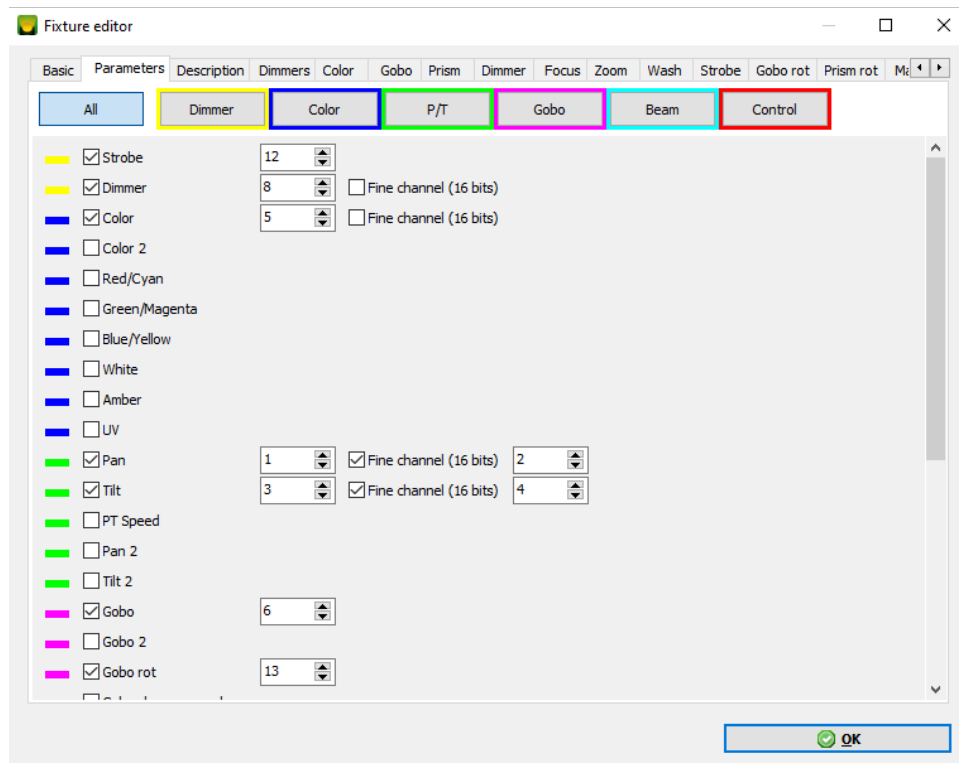 Fixture editor
Basic Parameters Description Dimmers Color Gobo Prism Dimmer Focus Zoom Wash Strobe Gobo rot Prism rot
All Dimmer Color P/T Gobo Beam Control
Strobe 12
Dimmer 8 Fine channel (16 bits)
Color 5 Fine channel (16 bits)
Color 2
Red/Cyan
Green/Magenta
Blue/Yellow
White
Amber
UV
Pan 1 Fine channel (16 bits) 2
Tilt 3 Fine channel (16 bits) 4
PT Speed
Pan 2
Tilt 2
Gobo 6
Gobo 2
Gobo rot 13
OK